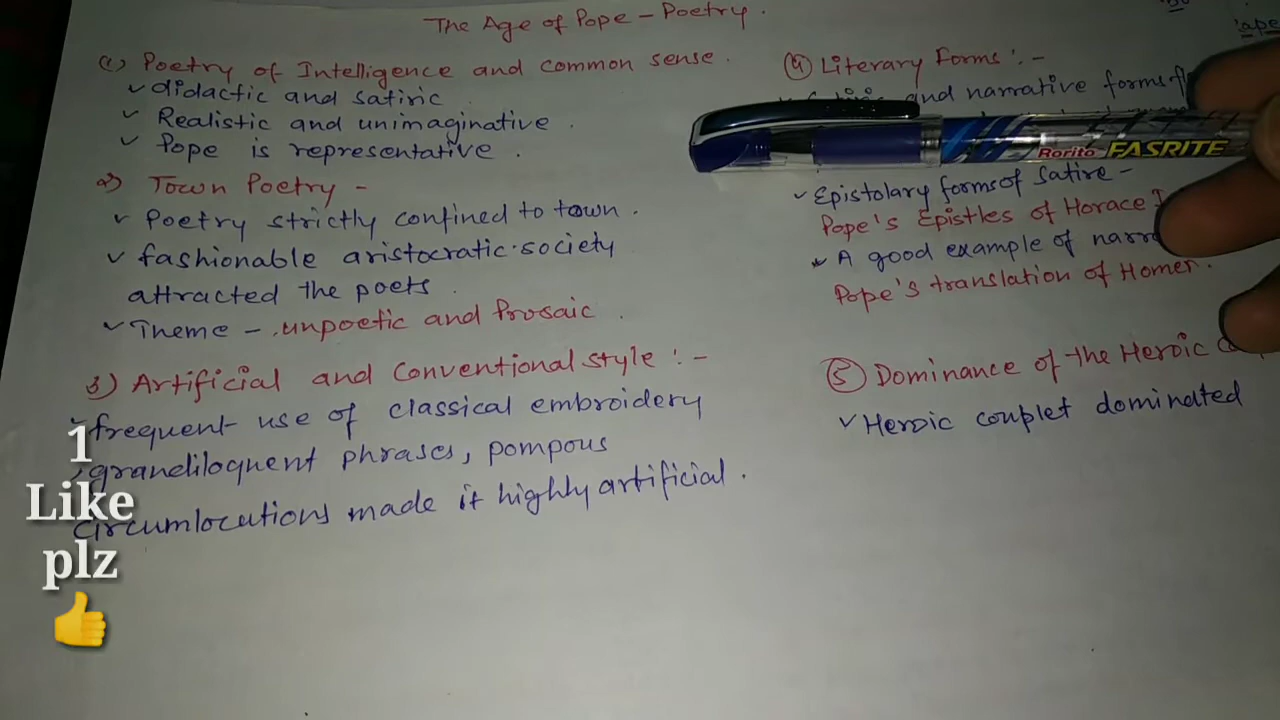 The Age of Pope - Poetry.
1) Poetry of Intelligence and common sense.
✓ didactic and satiric
✓ Realistic and unimaginative.
✓ Pope is representative.
2) Town Poetry -
✓ Poetry strictly confined to town.
✓ fashionable aristocratic society
attracted the poets.
✓ Theme - unpoetic and Prosaic.
3) Artificial and Conventional style : -
✓ frequent use of classical embroidery
, grandiloquent phrases, pompous
circumlocutions made it highly artificial.
④ Literary Forms : -
and narrative forms
Rorito FASRITE
✓ Epistolary forms of Satire -
Pope's Epistles of Horace I
A good example of
Pope's translation of Homer.
⑤ Dominance of the Heroic
✓ Heroic couplet dominated
1
Like
plz
👍